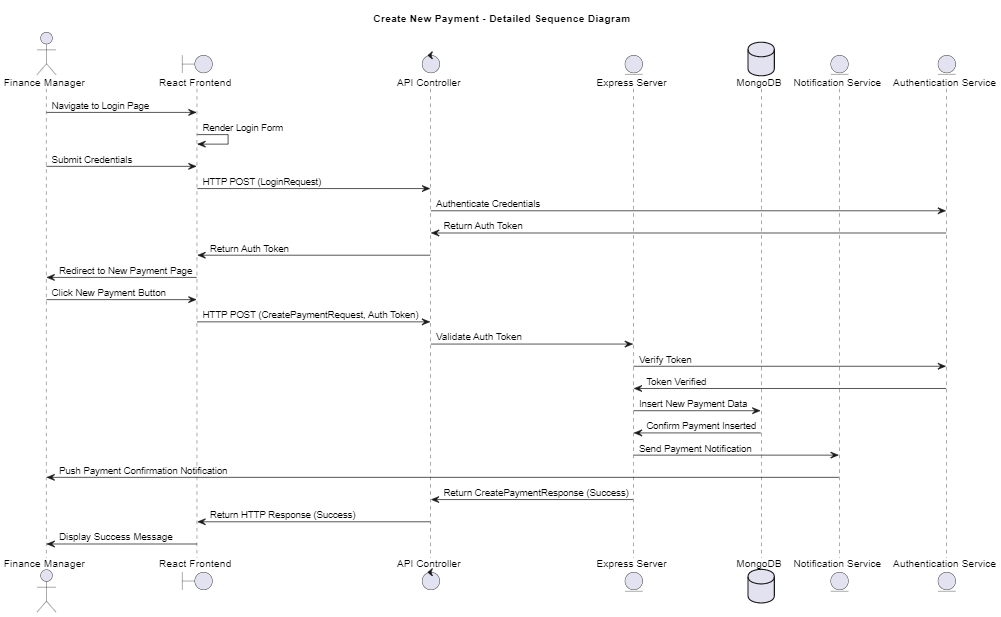 Create New Payment - Detailed Sequence Diagram
Finance Manager React Frontend API Controller Express Server MongoDB Notification Service Authentication Service
Navigate to Login Page
Render Login Form
Submit Credentials
HTTP POST (LoginRequest)
Authenticate Credentials
Return Auth Token
Return Auth Token
Redirect to New Payment Page
Click New Payment Button
HTTP POST (CreatePaymentRequest, Auth Token)
Validate Auth Token
Verify Token
Token Verified
Insert New Payment Data
Confirm Payment Inserted
Send Payment Notification
Push Payment Confirmation Notification
Return CreatePaymentResponse (Success)
Return HTTP Response (Success)
Display Success Message
Finance Manager React Frontend API Controller Express Server MongoDB Notification Service Authentication Service